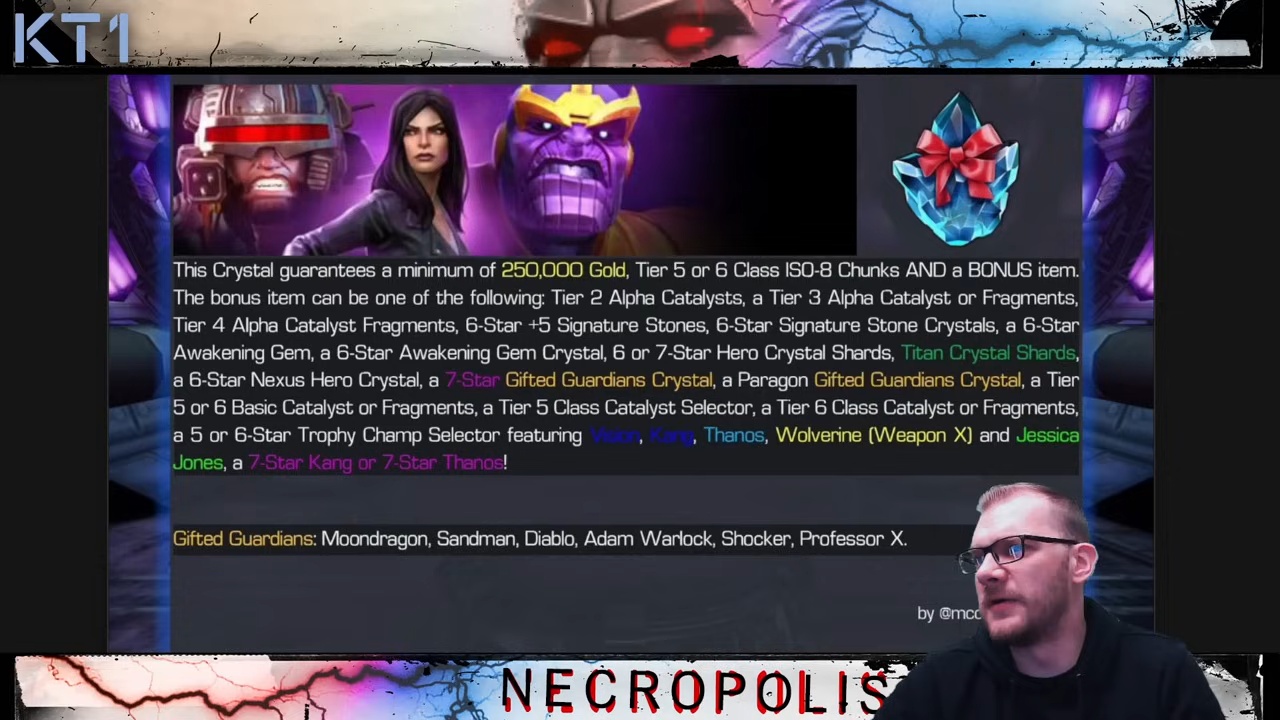 KT1
This Crystal guarantees a minimum of 250,000 Gold, Tier 5 or 6 Class ISO-8 Chunks AND a BONUS item.
The bonus item can be one of the following: Tier 2 Alpha Catalysts, a Tier 3 Alpha Catalyst or Fragments,
Tier 4 Alpha Catalyst Fragments, 6-Star +5 Signature Stones, 6-Star Signature Stone Crystals, a 6-Star
Awakening Gem, a 6-Star Awakening Gem Crystal, 6 or 7-Star Hero Crystal Shards, Titan Crystal Shards,
a 6-Star Nexus Hero Crystal, a 7-Star Gifted Guardians Crystal, a Paragon Gifted Guardians Crystal, a Tier
5 or 6 Basic Catalyst or Fragments, a Tier 5 Class Catalyst Selector, a Tier 6 Class Catalyst or Fragments,
a 5 or 6-Star Trophy Champ Selector featuring Vision, Kang, Thanos, Wolverine (Weapon X) and Jessica
Jones, a 7-Star Kang or 7-Star Thanos!
Gifted Guardians: Moondragon, Sandman, Diablo, Adam Warlock, Shocker, Professor X.
by
NECROPOLIS